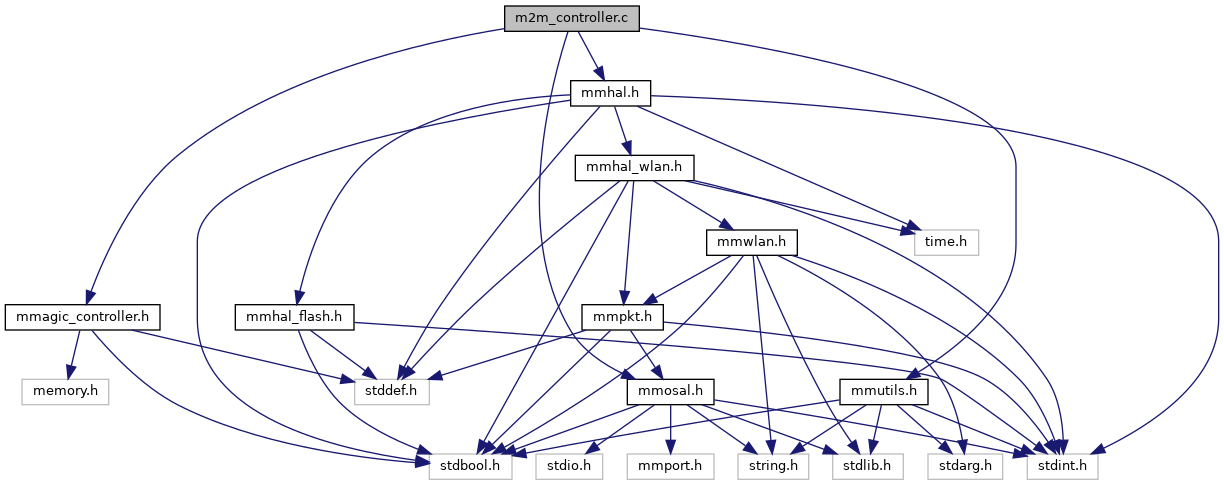 m2m_controller.c
mmhal.h
mmhal_wlan.h
mmwlan.h
time.h
mmagic_controller.h
mmhal_flash.h
mmpkt.h
memory.h
stddef.h
mmosal.h
mmutils.h
stdbool.h
stdio.h
mmport.h
string.h
stdlib.h
stdarg.h
stdint.h